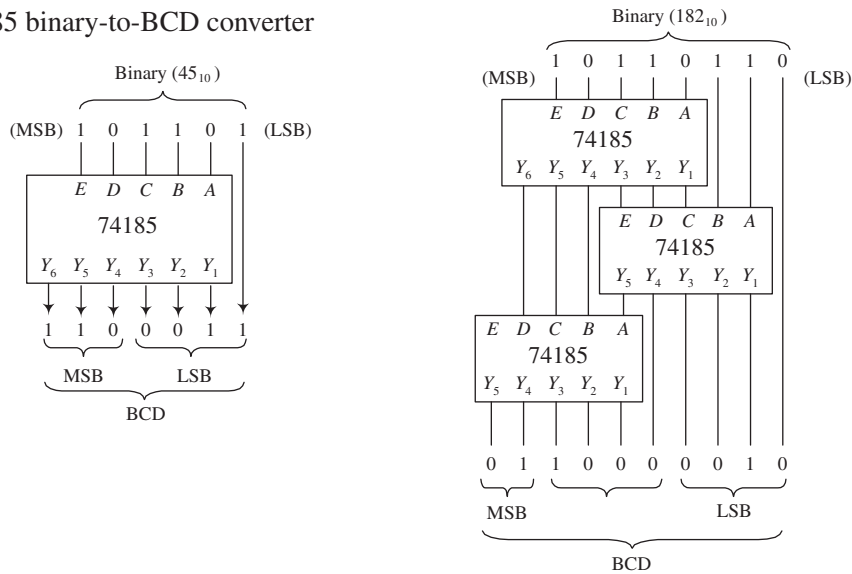 85 binary-to-BCD converter
Binary (45₁₀)
(MSB) 1 0 1 1 0 1 (LSB)
E D C B A
74185
Y₆ Y₅ Y₄ Y₃ Y₂ Y₁
1 1 0 0 0 1 1
MSB LSB
BCD
Binary (182₁₀)
1 0 1 1 0 1 1 0
(MSB) (LSB)
E D C B A
74185
Y₆ Y₅ Y₄ Y₃ Y₂ Y₁
E D C B A
74185
Y₅ Y₄ Y₃ Y₂ Y₁
E D C B A
74185
Y₅ Y₄ Y₃ Y₂ Y₁
0 1 1 0 0 0 0 0 1 0
MSB LSB
BCD